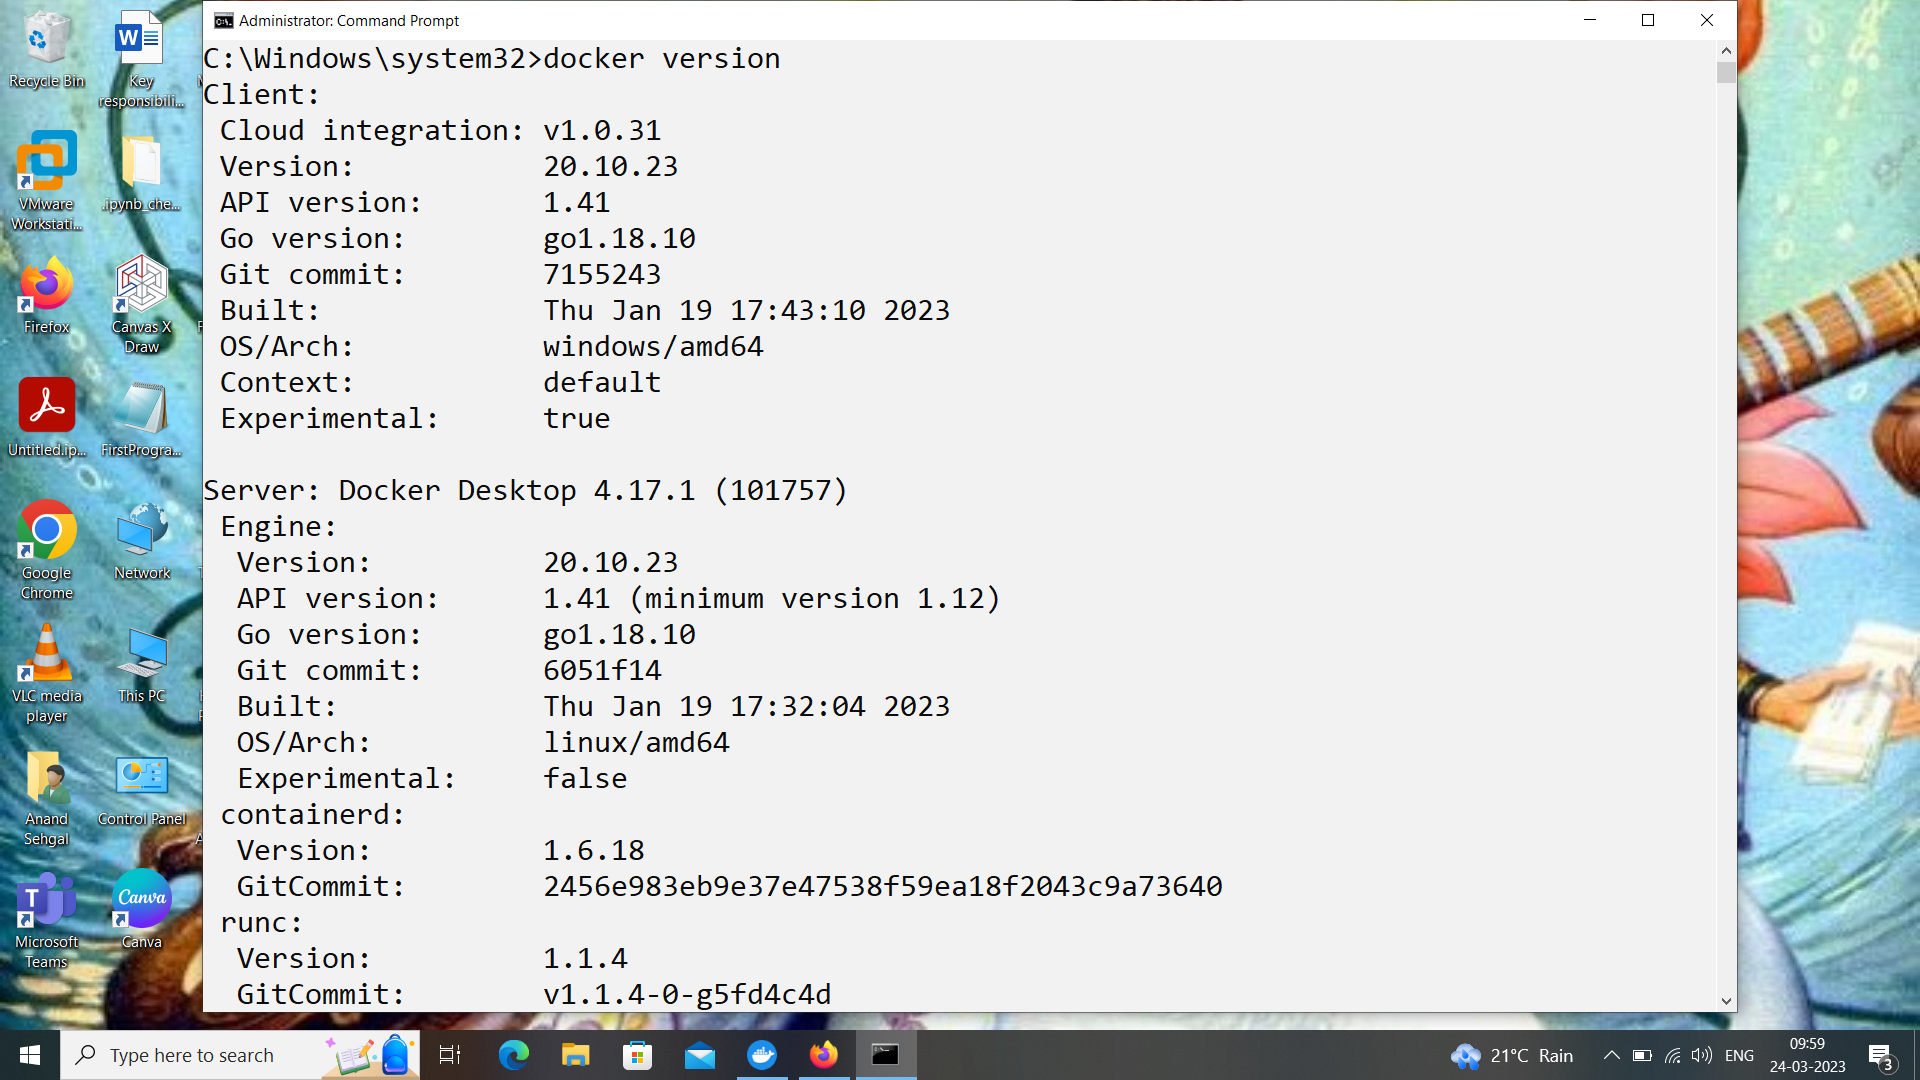 Administrator: Command Prompt
C:\Windows\system32>docker version
Client:
Cloud integration: v1.0.31
Version: 20.10.23
API version: 1.41
Go version: go1.18.10
Git commit: 7155243
Built: Thu Jan 19 17:43:10 2023
OS/Arch: windows/amd64
Context: default
Experimental: true
Server: Docker Desktop 4.17.1 (101757)
Engine:
Version: 20.10.23
API version: 1.41 (minimum version 1.12)
Go version: go1.18.10
Git commit: 6051f14
Built: Thu Jan 19 17:32:04 2023
OS/Arch: linux/amd64
Experimental: false
containerd:
Version: 1.6.18
GitCommit: 2456e983eb9e37e47538f59ea18f2043c9a73640
runc:
Version: 1.1.4
GitCommit: v1.1.4-0-g5fd4c4d
Recycle Bin
Key
responsibili...
VMware
Workstati...
.ipynb_che...
Firefox
Canvas X
Draw
Untitled.ip...
FirstProgra...
Google
Chrome
Network
VLC media
player
This PC
Anand
Sehgal
Control Panel
Microsoft
Teams
Canva
Canva
Type here to search
21°C Rain
ENG
09:59
24-03-2023
3